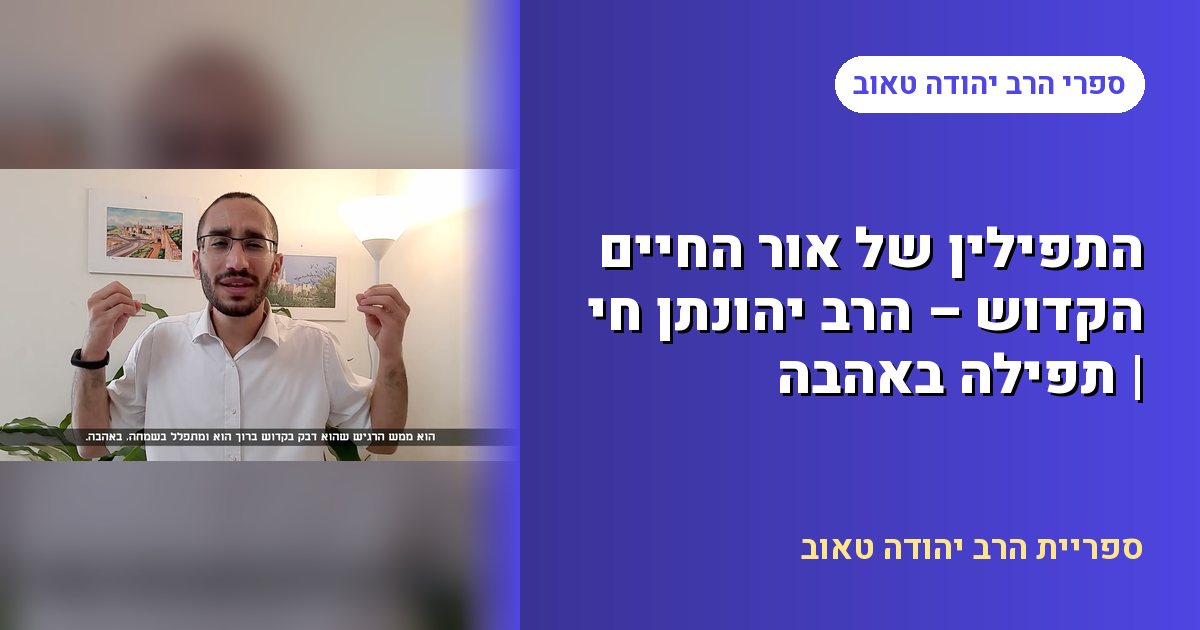 ספרי הרב יהודה טאוב
התפילין של אור החיים
הקדוש – הרב יהונתן חי
| תפילה באהבה
ספריית הרב יהודה טאוב
הוא ממש הרגיש שהוא דבק בקדוש ברוך הוא ומתפלל בשמחה. באהבה.